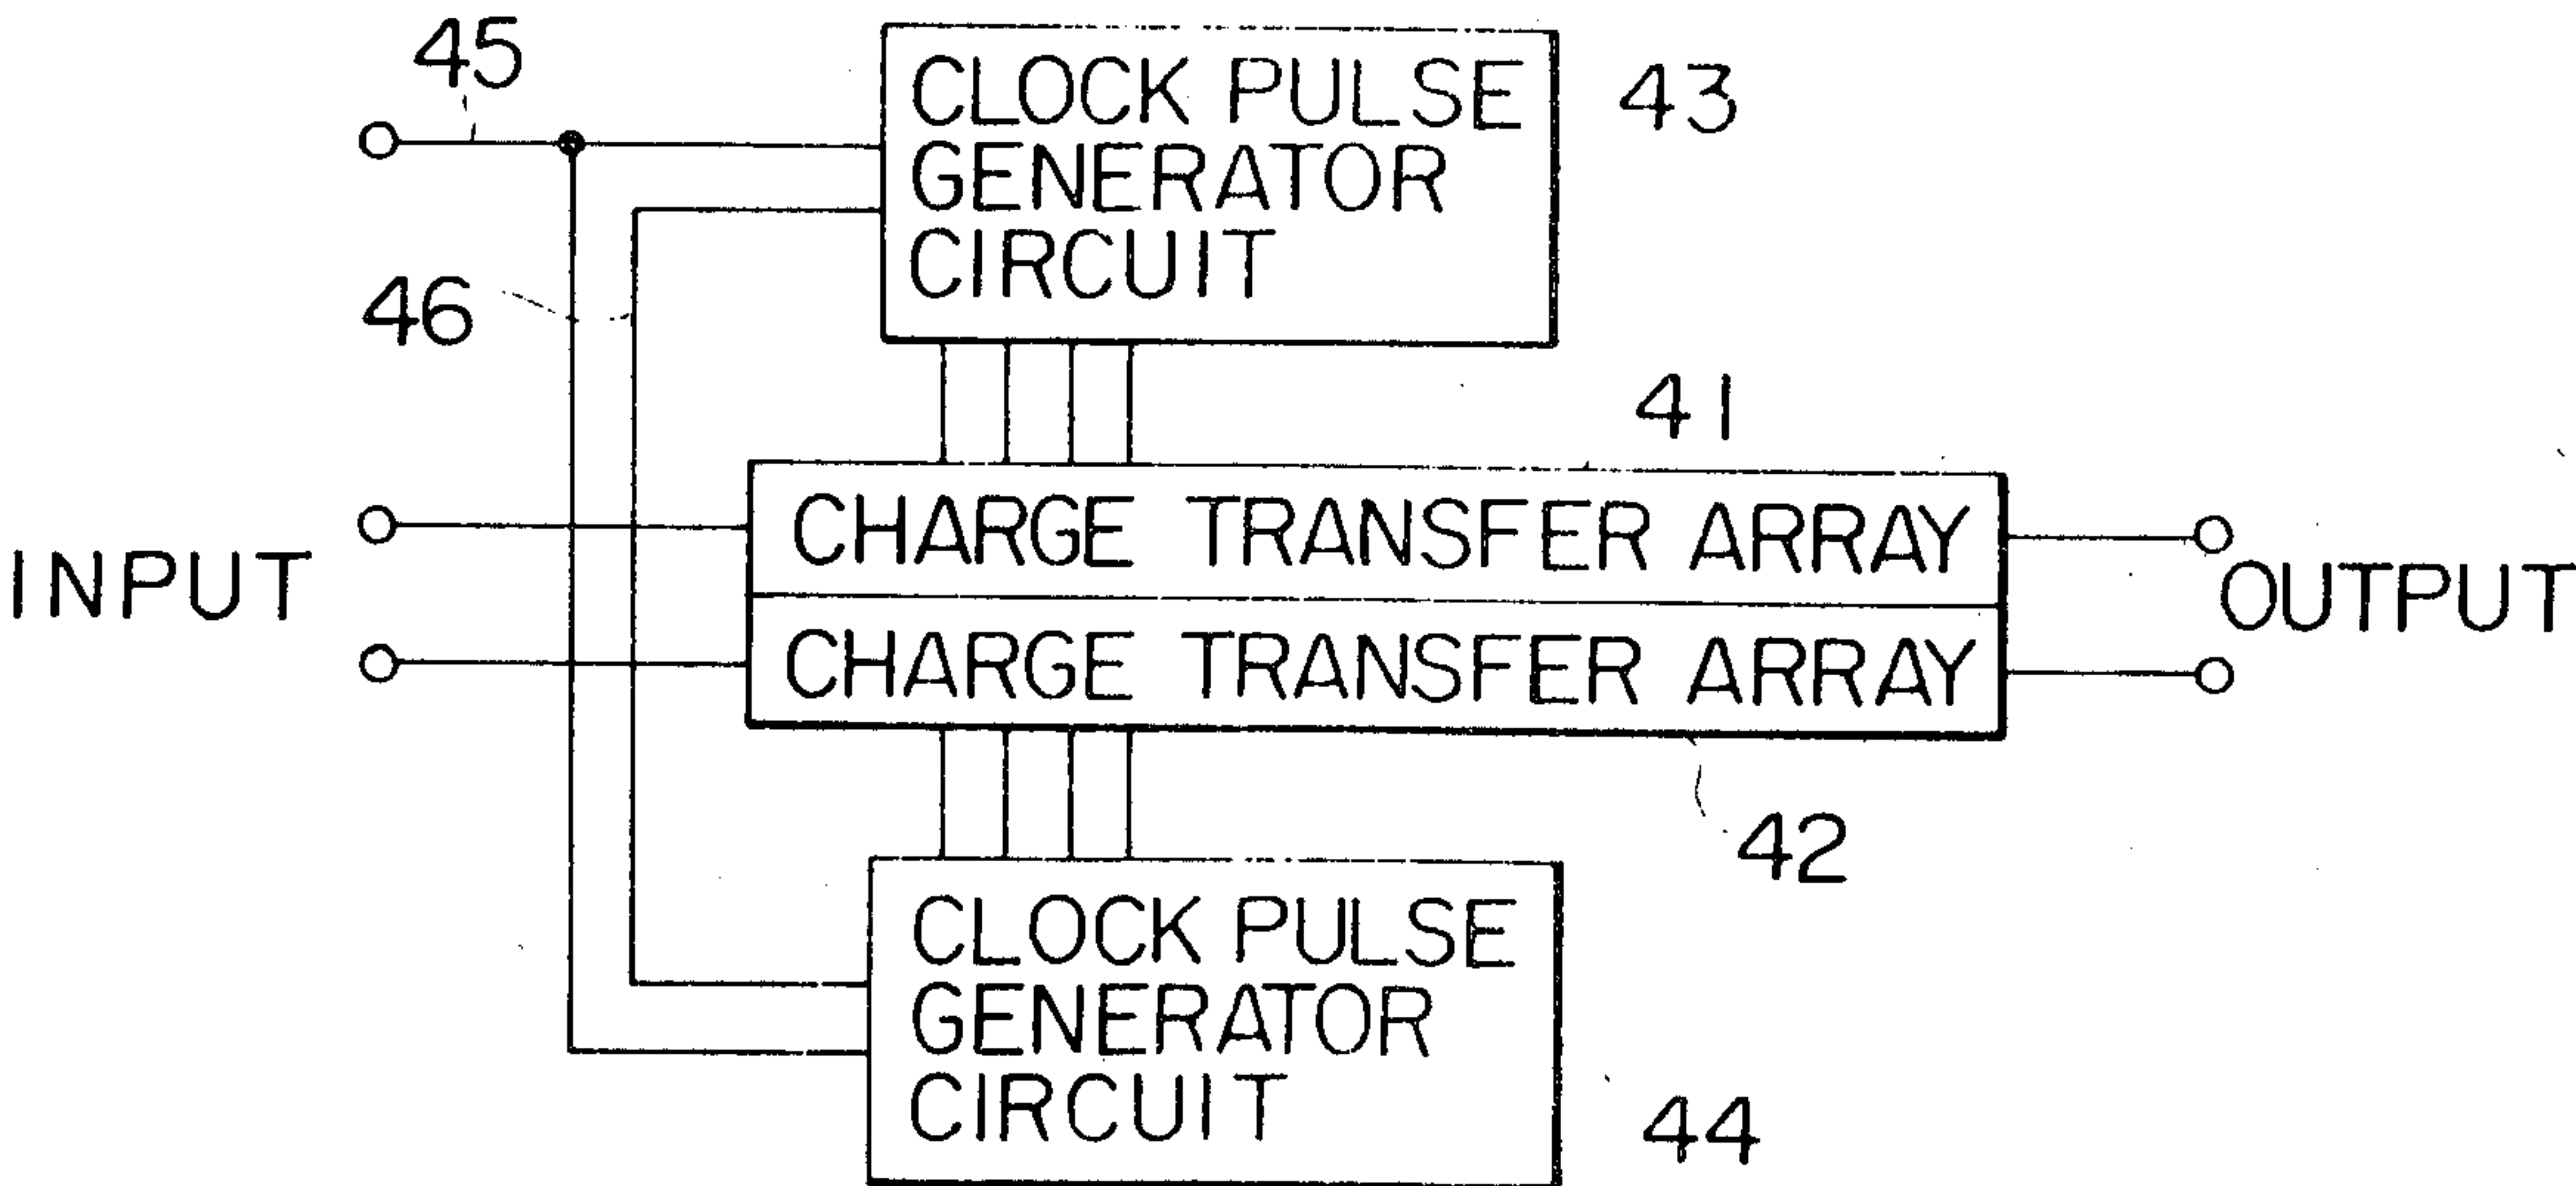 45
CLOCK PULSE
GENERATOR
CIRCUIT
43
46
41
CHARGE TRANSFER ARRAY
INPUT
OUTPUT
CHARGE TRANSFER ARRAY
42
CLOCK PULSE
GENERATOR
CIRCUIT
44